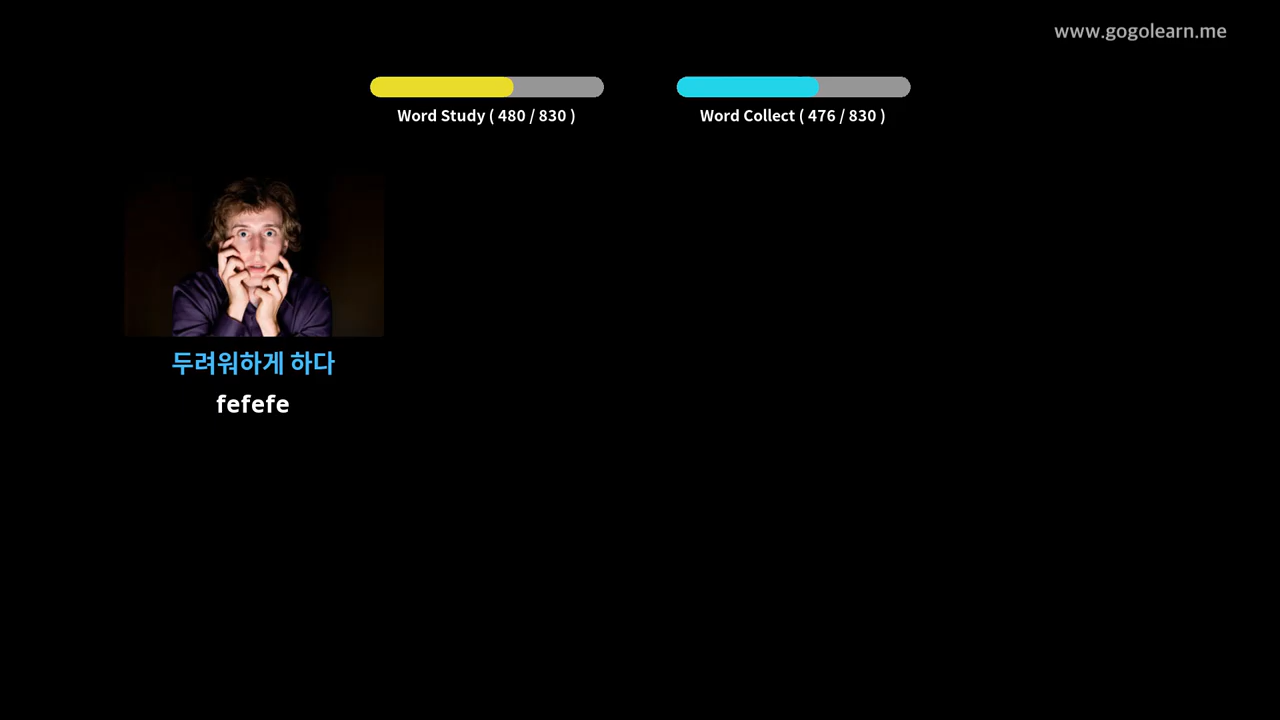 www.gogolearn.me
Word Study ( 480 / 830 )
Word Collect ( 476 / 830 )
두려워하게 하다
fefefe